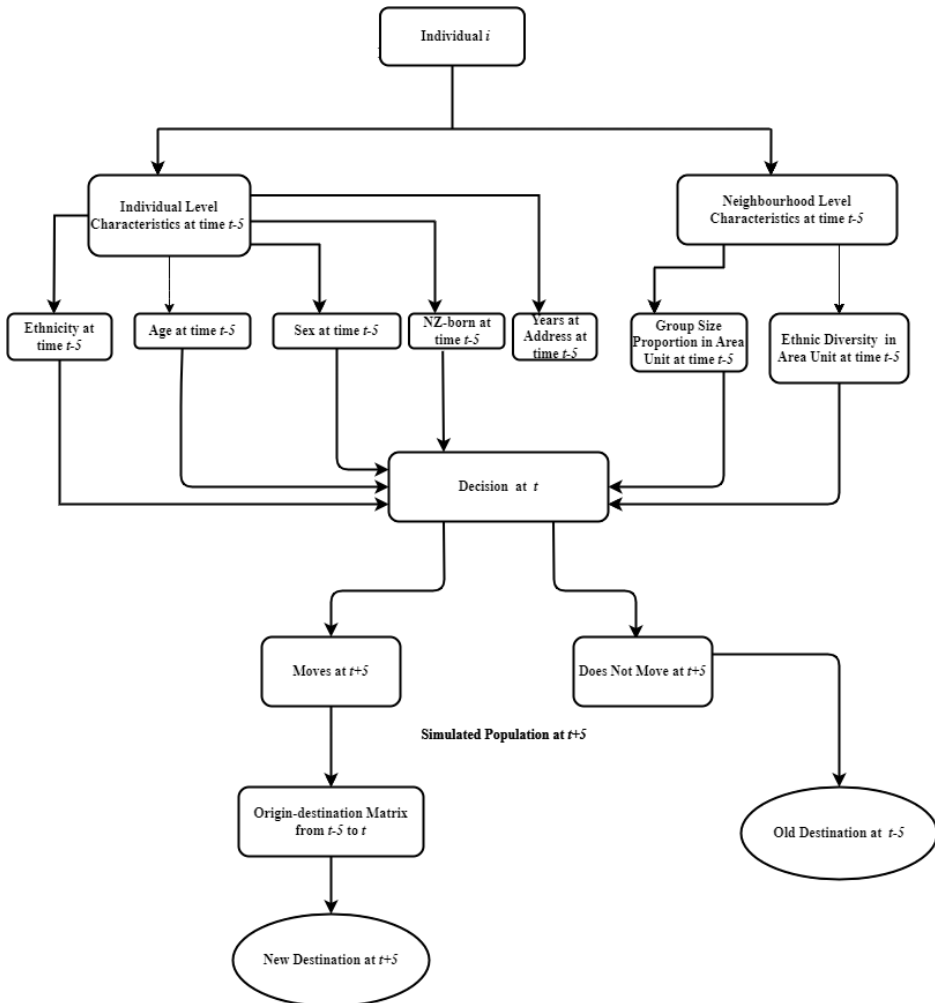 Individual i
Individual Level
Characteristics at time t-5
Neighbourhood Level
Characteristics at time t-5
Ethnicity at
time t-5
Age at time t-5
Sex at time t-5
NZ-born at
time t-5
Years at
Address at
time t-5
Group Size
Proportion in Area
Unit at time t-5
Ethnic Diversity in
Area Unit at time t-5
Decision at t
Moves at t+5
Does Not Move at t+5
Simulated Population at t+5
Origin-destination Matrix
from t-5 to t
Old Destination at t-5
New Destination at t+5